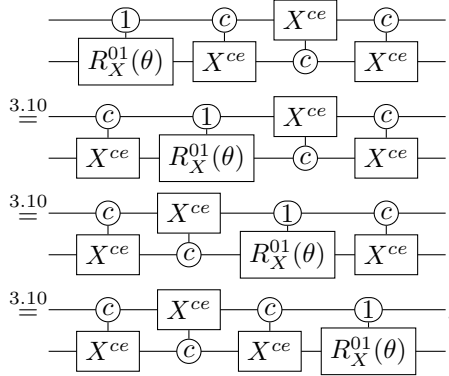 1 c X^{ce} c
R_X^{01}(θ) X^{ce} c X^{ce}
3.10
= c 1 X^{ce} c
X^{ce} R_X^{01}(θ) c X^{ce}
3.10
= c X^{ce} 1 c
X^{ce} c R_X^{01}(θ) X^{ce}
3.10
= c X^{ce} c 1
X^{ce} c X^{ce} R_X^{01}(θ) .